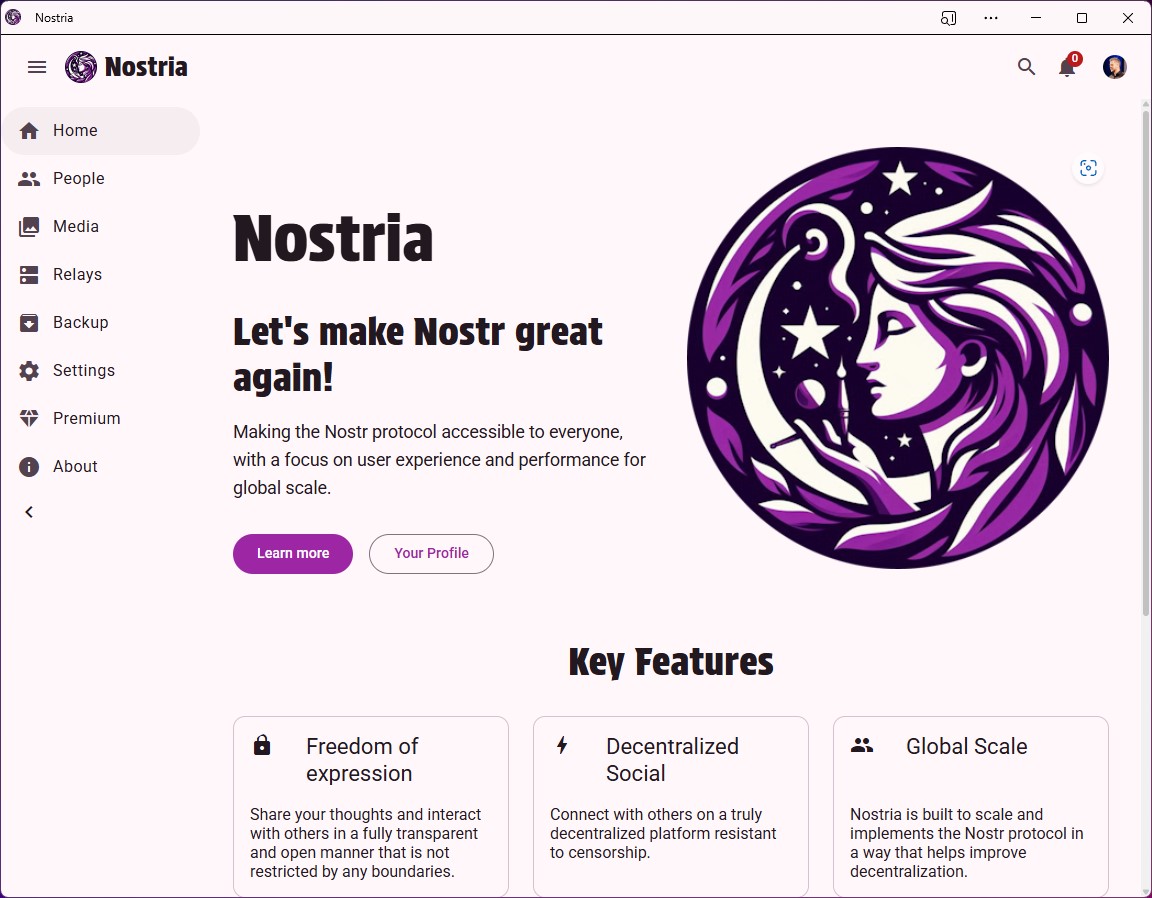 Nostria
Nostria
0
Home
People
Media
Relays
Backup
Settings
Premium
About
Nostria
Let's make Nostr great
again!
Making the Nostr protocol accessible to everyone,
with a focus on user experience and performance for
global scale.
Learn more
Your Profile
Key Features
Freedom of
expression
Share your thoughts and interact
with others in a fully transparent
and open manner that is not
restricted by any boundaries.
Decentralized
Social
Connect with others on a truly
decentralized platform resistant
to censorship.
Global Scale
Nostria is built to scale and
implements the Nostr protocol in
a way that helps improve
decentralization.